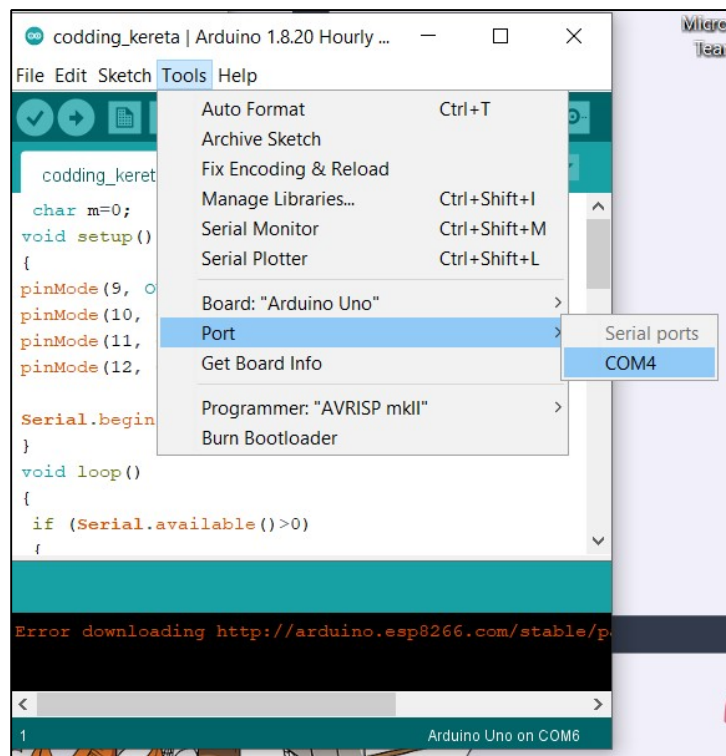 codding_kereta | Arduino 1.8.20 Hourly ...
Micro
Tea
File Edit Sketch Tools Help
codding_keret
Auto Format Ctrl+T
Archive Sketch
Fix Encoding & Reload
Manage Libraries... Ctrl+Shift+I
Serial Monitor Ctrl+Shift+M
Serial Plotter Ctrl+Shift+L
Board: "Arduino Uno"
Port
Get Board Info
Programmer: "AVRISP mkII"
Burn Bootloader
Serial ports
COM4
char m=0;
void setup()
{
pinMode(9, O
pinMode(10,
pinMode(11,
pinMode(12,
Serial.begin
}
void loop()
{
if (Serial.available()>0)
{
Error downloading http://arduino.esp8266.com/stable/p
1 Arduino Uno on COM6